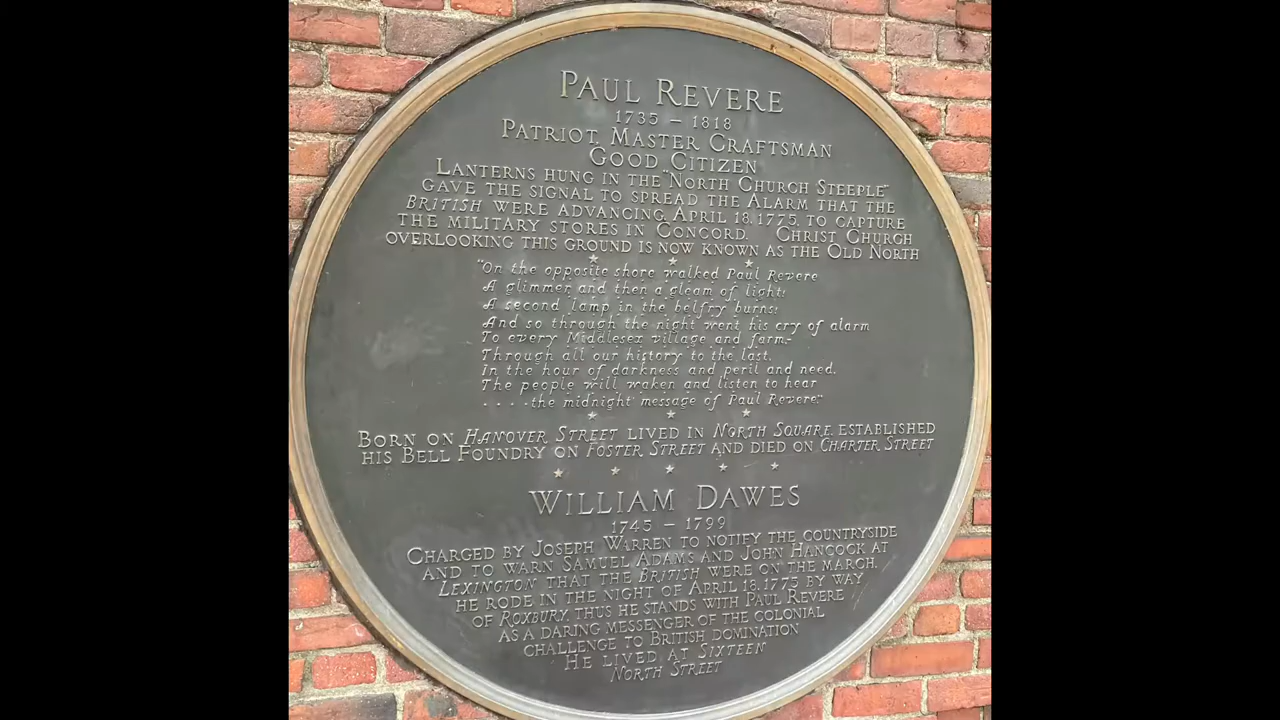 PAUL REVERE
1735 – 1818
PATRIOT, MASTER CRAFTSMAN
GOOD CITIZEN
LANTERNS HUNG IN THE "NORTH CHURCH STEEPLE"
GAVE THE SIGNAL TO SPREAD THE ALARM THAT THE
BRITISH WERE ADVANCING APRIL 18, 1775, TO CAPTURE
THE MILITARY STORES IN CONCORD. CHRIST CHURCH
OVERLOOKING THIS GROUND IS NOW KNOWN AS THE OLD NORTH
"On the opposite shore walked Paul Revere
A glimmer, and then a gleam of light!
A second lamp in the belfry burns!
And so through the night went his cry of alarm
To every Middlesex village and farm,-
Through all our history to the last,
In the hour of darkness and peril and need,
The people will waken and listen to hear
. . . . the midnight message of Paul Revere."
BORN ON HANOVER STREET LIVED IN NORTH SQUARE, ESTABLISHED
HIS BELL FOUNDRY ON FOSTER STREET AND DIED ON CHARTER STREET
WILLIAM DAWES
1745 – 1799
CHARGED BY JOSEPH WARREN TO NOTIFY THE COUNTRYSIDE
AND TO WARN SAMUEL ADAMS AND JOHN HANCOCK AT
LEXINGTON THAT THE BRITISH WERE ON THE MARCH,
HE RODE IN THE NIGHT OF APRIL 18, 1775 BY WAY
OF ROXBURY. THUS HE STANDS WITH PAUL REVERE
AS A DARING MESSENGER OF THE COLONIAL
CHALLENGE TO BRITISH DOMINATION
HE LIVED AT SIXTEEN
NORTH STREET